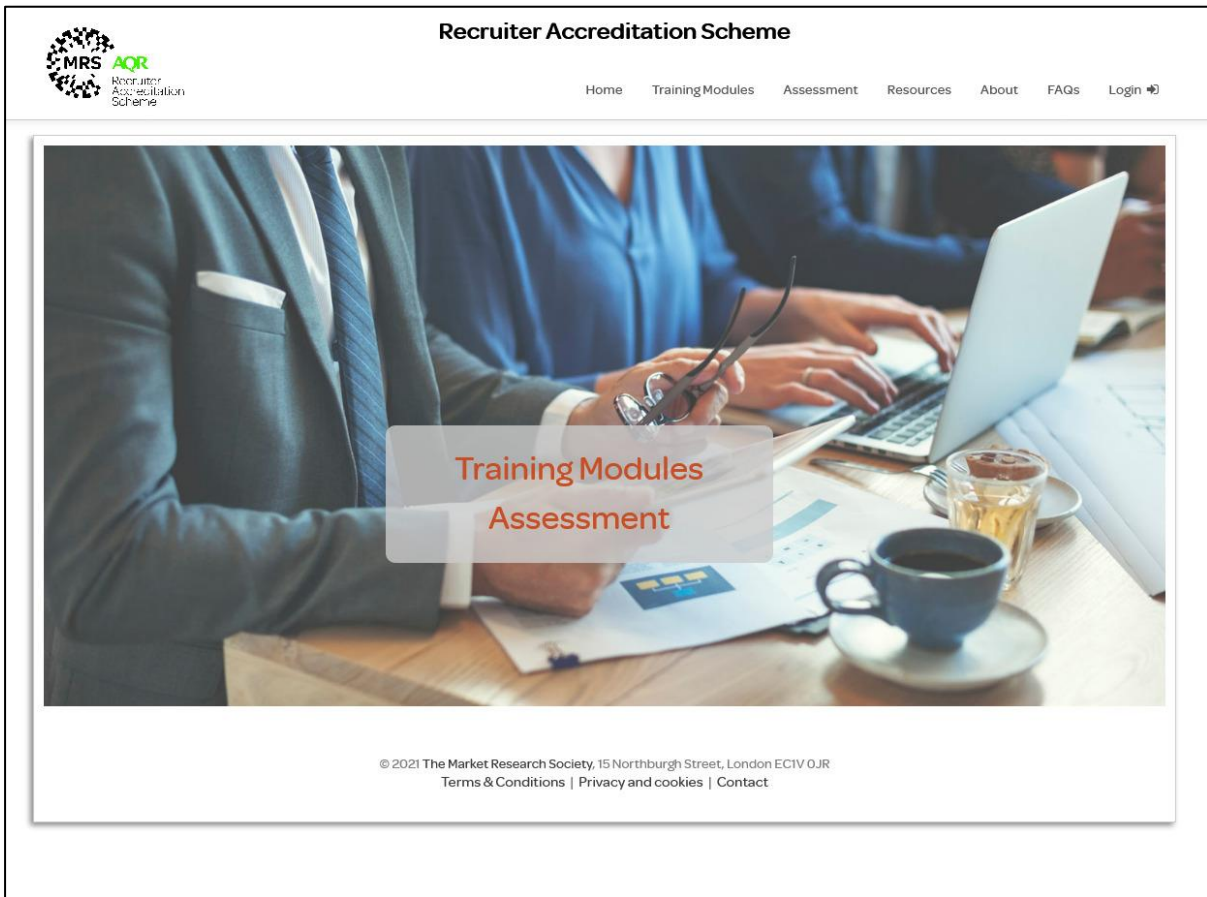 Recruiter Accreditation Scheme
MRS AQR
Recruiter
Accreditation
Scheme
Home Training Modules Assessment Resources About FAQs Login
Training Modules
Assessment
© 2021 The Market Research Society, 15 Northburgh Street, London EC1V 0JR
Terms & Conditions | Privacy and cookies | Contact